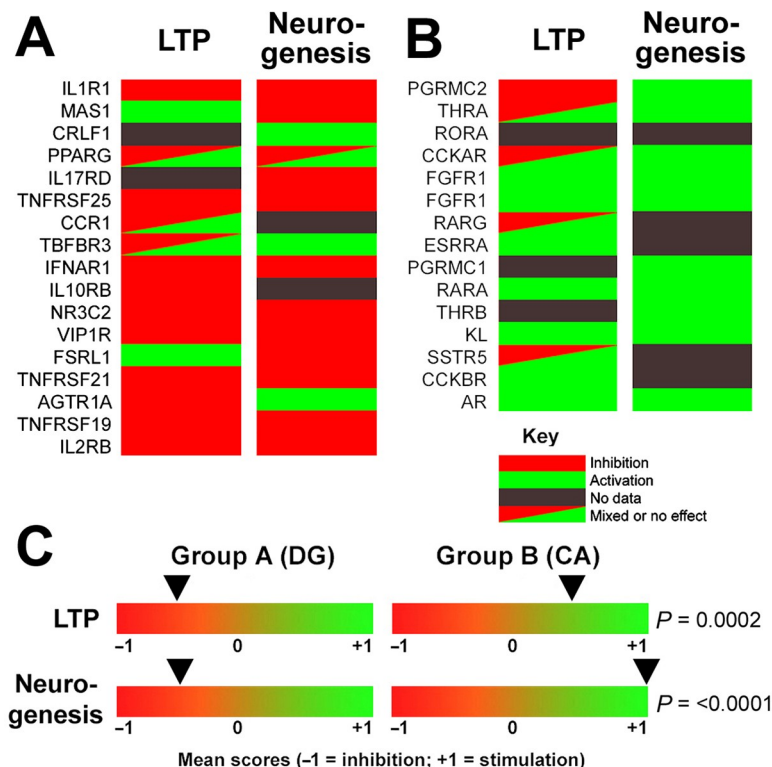 A
LTP
Neuro-
genesis
IL1R1
MAS1
CRLF1
PPARG
IL17RD
TNFRSF25
CCR1
TBFBR3
IFNAR1
IL10RB
NR3C2
VIP1R
FSRL1
TNFRSF21
AGTR1A
TNFRSF19
IL2RB
B
LTP
Neuro-
genesis
PGRMC2
THRA
RORA
CCKAR
FGFR1
FGFR1
RARG
ESRRA
PGRMC1
RARA
THRB
KL
SSTR5
CCKBR
AR
Key
Inhibition
Activation
No data
Mixed or no effect
C
Group A (DG)
Group B (CA)
LTP
–1 0 +1
–1 0 +1
P = 0.0002
Neuro-
genesis
–1 0 +1
–1 0 +1
P = <0.0001
Mean scores (–1 = inhibition; +1 = stimulation)